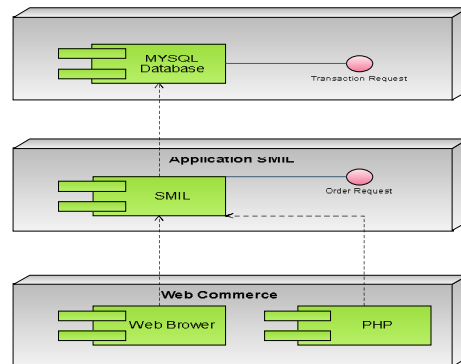 MYSQL
Database
Transaction Request
Application SMIL
SMIL
Order Request
Web Commerce
Web Brower
PHP